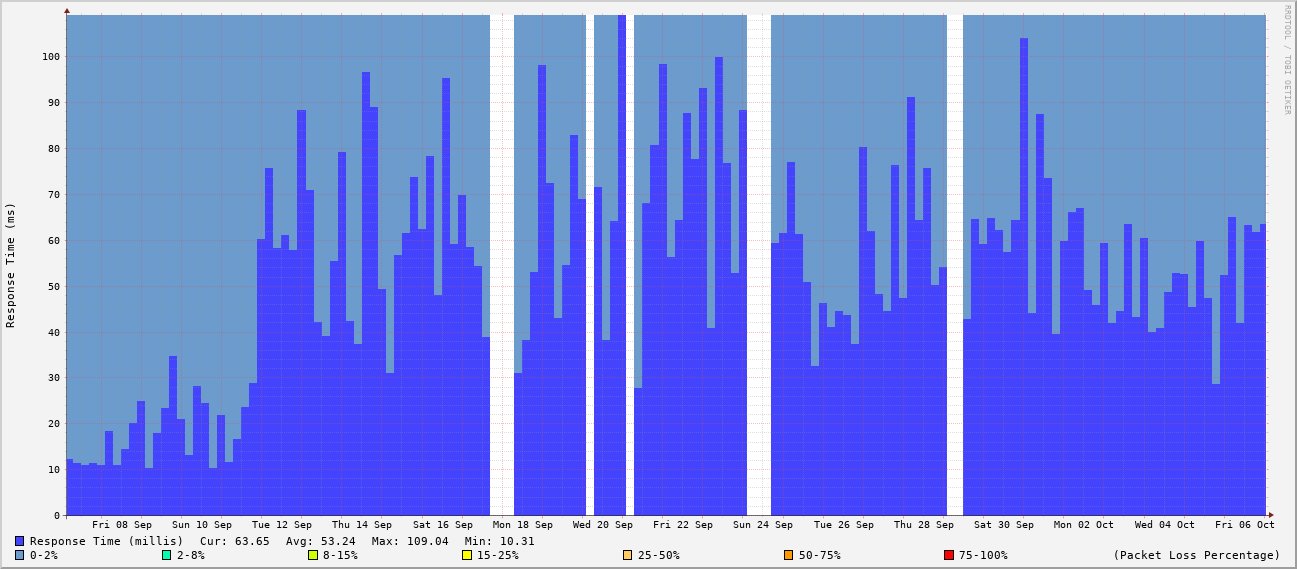 RRDTOOL / TOBI OETIKER
Response Time (ms)
100
90
80
70
60
50
40
30
20
10
0
Fri 08 Sep Sun 10 Sep Tue 12 Sep Thu 14 Sep Sat 16 Sep Mon 18 Sep Wed 20 Sep Fri 22 Sep Sun 24 Sep Tue 26 Sep Thu 28 Sep Sat 30 Sep Mon 02 Oct Wed 04 Oct Fri 06 Oct
Response Time (millis) Cur: 63.65 Avg: 53.24 Max: 109.04 Min: 10.31
0-2% 2-8% 8-15% 15-25% 25-50% 50-75% 75-100% (Packet Loss Percentage)